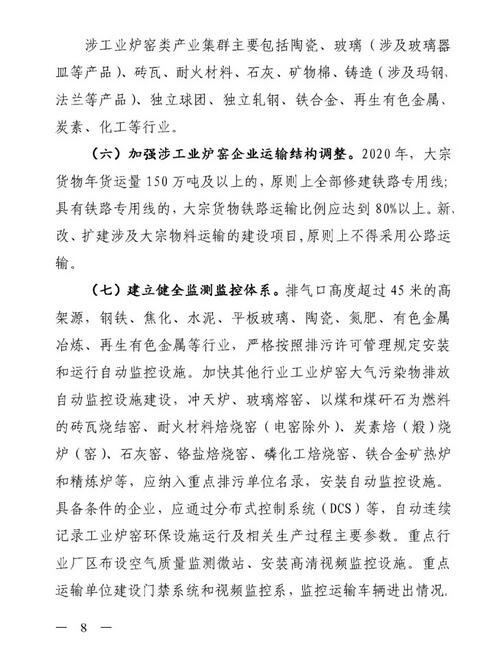 涉工业炉窑类产业集群主要包括陶瓷、玻璃（涉及玻璃器
皿等产品）、砖瓦、耐火材料、石灰、矿物棉、铸造（涉及玛钢、
法兰等产品）、独立球团、独立轧钢、铁合金、再生有色金属、
炭素、化工等行业。
（六）加强涉工业炉窑企业运输结构调整。2020 年，大宗
货物年货运量 150 万吨及以上的，原则上全部修建铁路专用线；
具有铁路专用线的，大宗货物铁路运输比例应达到 80%以上。新、
改、扩建涉及大宗物料运输的建设项目，原则上不得采用公路运
输。
（七）建立健全监测监控体系。排气口高度超过 45 米的高
架源，钢铁、焦化、水泥、平板玻璃、陶瓷、氮肥、有色金属
冶炼、再生有色金属等行业，严格按照排污许可管理规定安装
和运行自动监控设施。加快其他行业工业炉窑大气污染物排放
自动监控设施建设，冲天炉、玻璃熔窑、以煤和煤矸石为燃料
的砖瓦烧结窑、耐火材料焙烧窑（电窑除外）、炭素焙（煅）烧
炉（窑）、石灰窑、铬盐焙烧窑、磷化工焙烧窑、铁合金矿热炉
和精炼炉等，应纳入重点排污单位名录，安装自动监控设施。
具备条件的企业，应通过分布式控制系统（DCS）等，自动连续
记录工业炉窑环保设施运行及相关生产过程主要参数。重点行
业厂区布设空气质量监测微站、安装高清视频监控设施。重点
运输单位建设门禁系统和视频监控系，监控运输车辆进出情况.
— 8 —